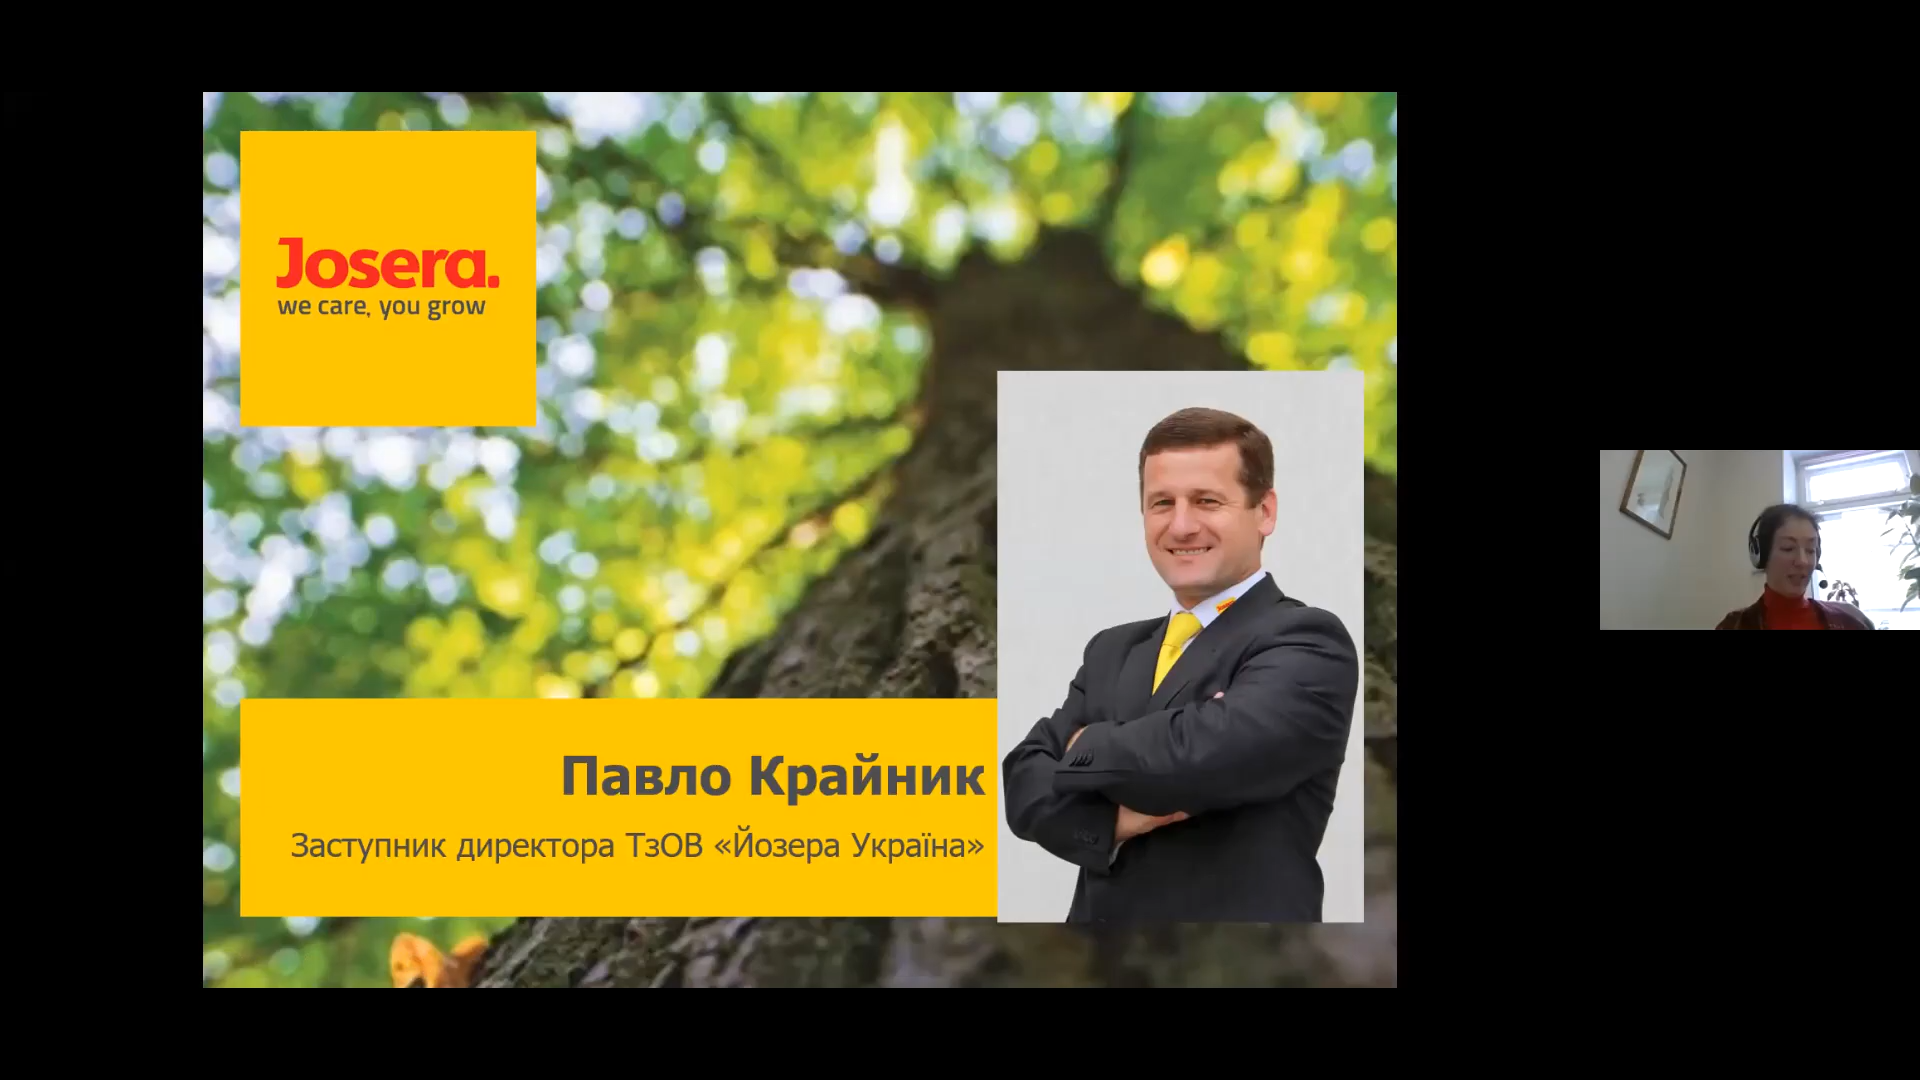 Josera.
we care, you grow
Павло Крайник
Заступник директора ТзОВ «Йозера Україна»